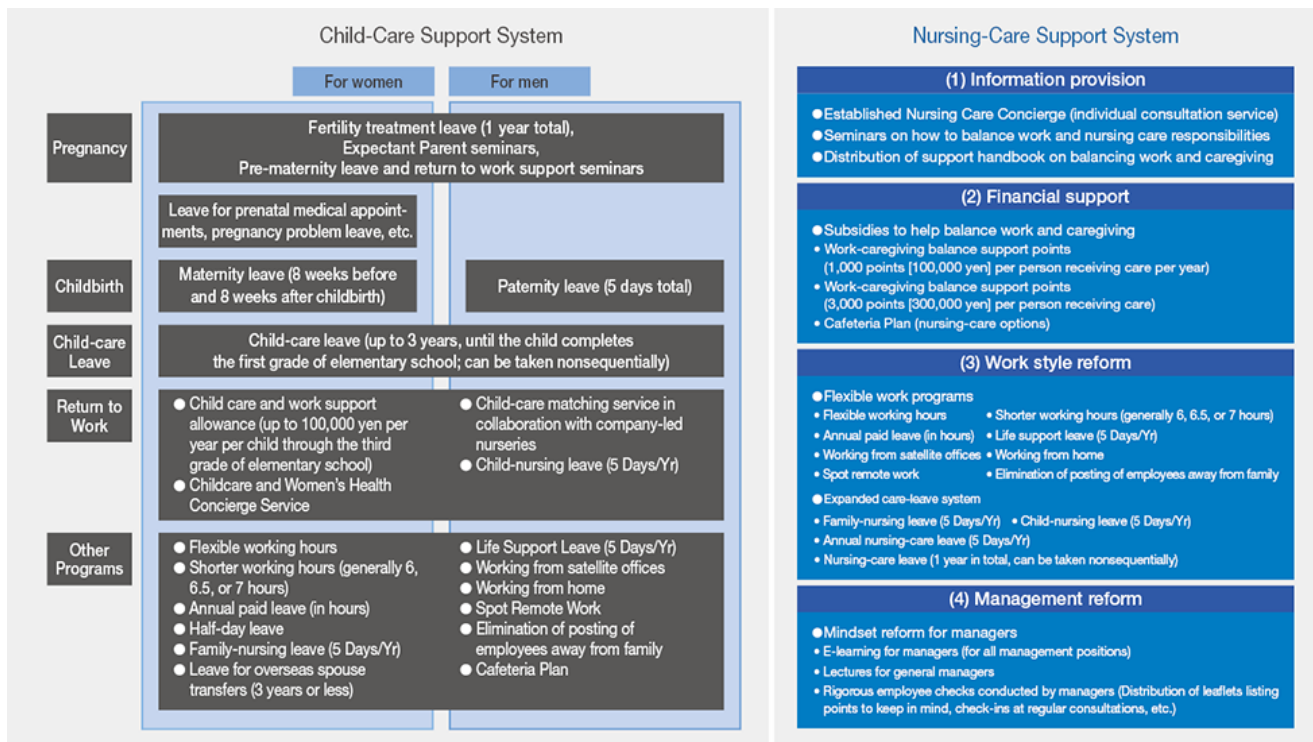 Child-Care Support System
For women
For men
Pregnancy
Fertility treatment leave (1 year total),
Expectant Parent seminars,
Pre-maternity leave and return to work support seminars
Leave for prenatal medical appoint-
ments, pregnancy problem leave, etc.
Childbirth
Maternity leave (8 weeks before
and 8 weeks after childbirth)
Paternity leave (5 days total)
Child-care
Leave
Child-care leave (up to 3 years, until the child completes
the first grade of elementary school; can be taken nonsequentially)
Return to
Work
● Child care and work support
allowance (up to 100,000 yen per
year per child through the third
grade of elementary school)
● Childcare and Women's Health
Concierge Service
● Child-care matching service in
collaboration with company-led
nurseries
● Child-nursing leave (5 Days/Yr)
Other
Programs
● Flexible working hours
● Shorter working hours (generally 6,
6.5, or 7 hours)
● Annual paid leave (in hours)
● Half-day leave
● Family-nursing leave (5 Days/Yr)
● Leave for overseas spouse
transfers (3 years or less)
● Life Support Leave (5 Days/Yr)
● Working from satellite offices
● Working from home
● Spot Remote Work
● Elimination of posting of
employees away from family
● Cafeteria Plan
Nursing-Care Support System
(1) Information provision
●Established Nursing Care Concierge (individual consultation service)
●Seminars on how to balance work and nursing care responsibilities
●Distribution of support handbook on balancing work and caregiving
(2) Financial support
●Subsidies to help balance work and caregiving
• Work-caregiving balance support points
(1,000 points [100,000 yen] per person receiving care per year)
• Work-caregiving balance support points
(3,000 points [300,000 yen] per person receiving care)
• Cafeteria Plan (nursing-care options)
(3) Work style reform
●Flexible work programs
• Flexible working hours • Shorter working hours (generally 6, 6.5, or 7 hours)
• Annual paid leave (in hours) • Life support leave (5 Days/Yr)
• Working from satellite offices • Working from home
• Spot remote work • Elimination of posting of employees away from family
●Expanded care-leave system
• Family-nursing leave (5 Days/Yr) • Child-nursing leave (5 Days/Yr)
• Annual nursing-care leave (5 Days/Yr)
• Nursing-care leave (1 year in total, can be taken nonsequentially)
(4) Management reform
●Mindset reform for managers
• E-learning for managers (for all management positions)
• Lectures for general managers
• Rigorous employee checks conducted by managers (Distribution of leaflets listing
points to keep in mind, check-ins at regular consultations, etc.)